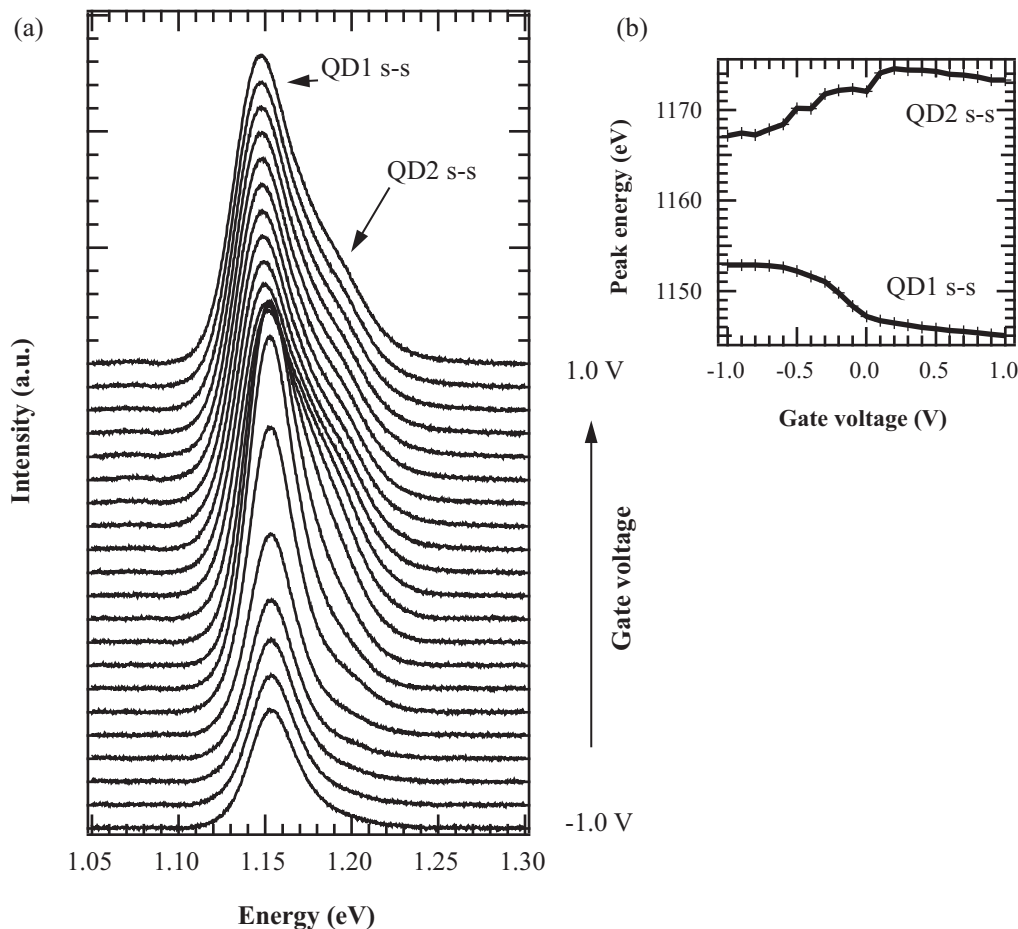 (a)
QD1 s-s
QD2 s-s
Intensity (a.u.)
1.05
1.10
1.15
1.20
1.25
1.30
Energy (eV)
1.0 V
Gate voltage
-1.0 V
(b)
QD2 s-s
QD1 s-s
Peak energy (eV)
1170
1160
1150
-1.0
-0.5
0.0
0.5
1.0
Gate voltage (V)